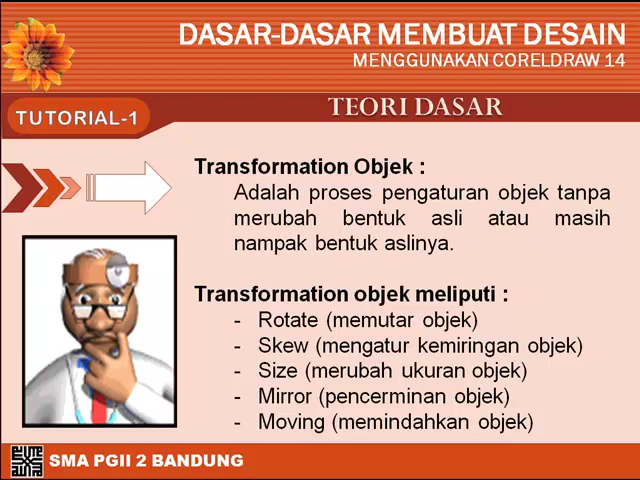 DASAR-DASAR MEMBUAT DESAIN
MENGGUNAKAN CORELDRAW 14
TUTORIAL-1
TEORI DASAR
Transformation Objek :
Adalah proses pengaturan objek tanpa
merubah bentuk asli atau masih
nampak bentuk aslinya.
Transformation objek meliputi :
- Rotate (memutar objek)
- Skew (mengatur kemiringan objek)
- Size (merubah ukuran objek)
- Mirror (pencerminan objek)
- Moving (memindahkan objek)
SMA PGII 2 BANDUNG